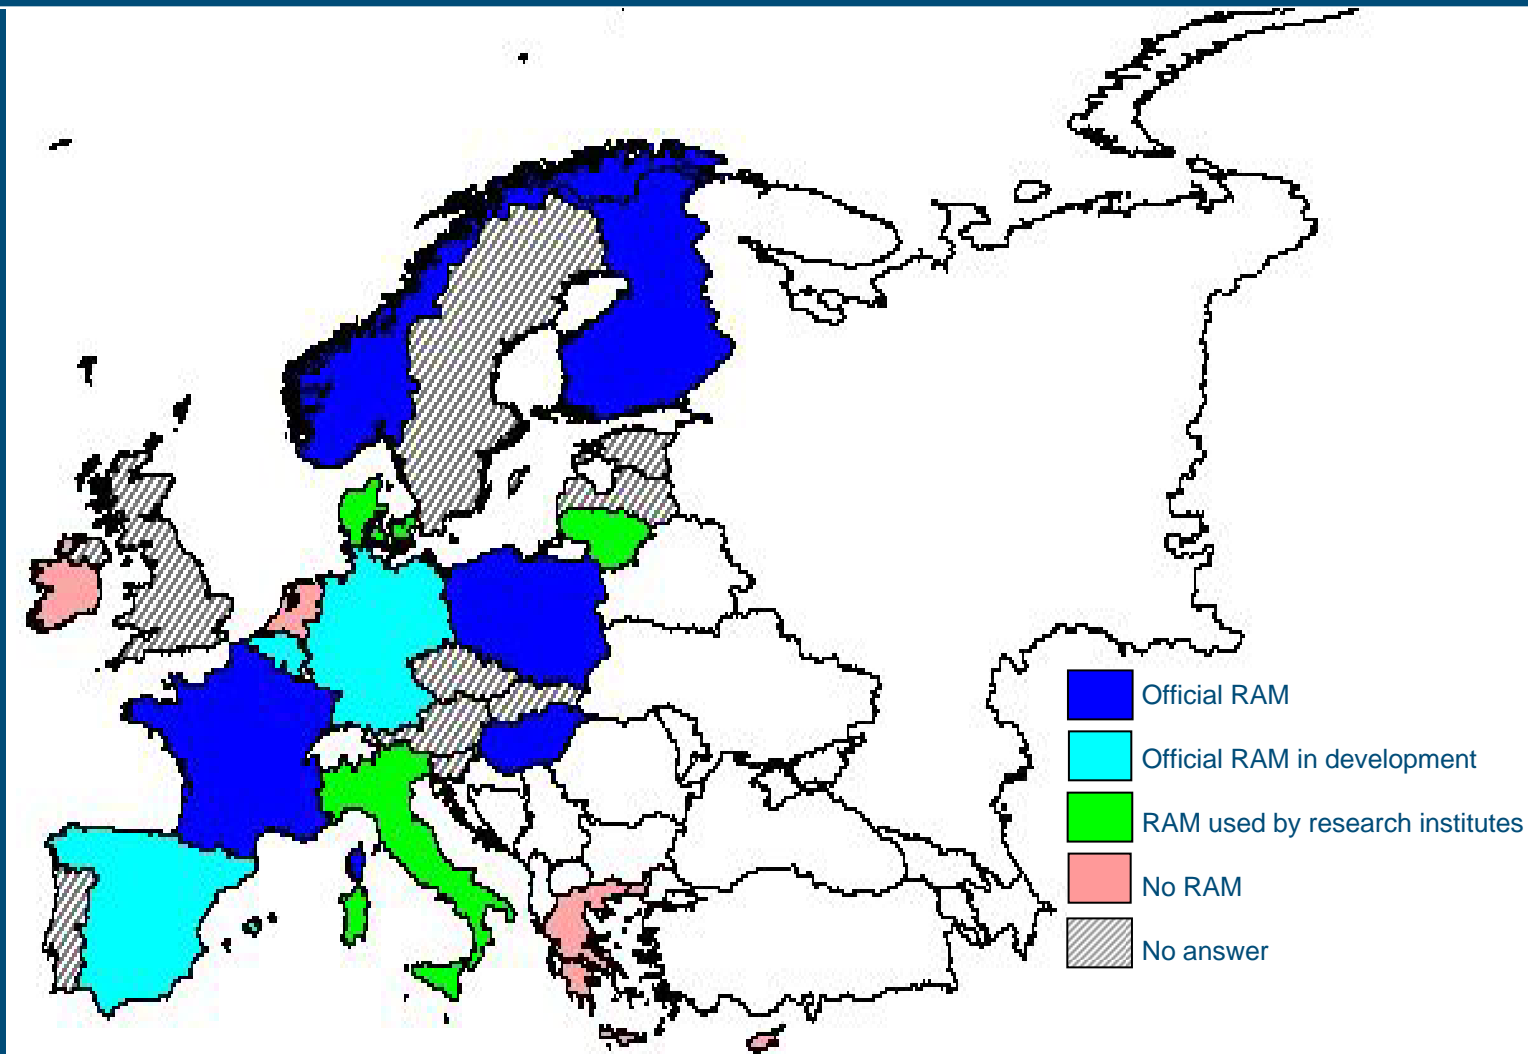 Official RAM
Official RAM in development
RAM used by research institutes
No RAM
No answer